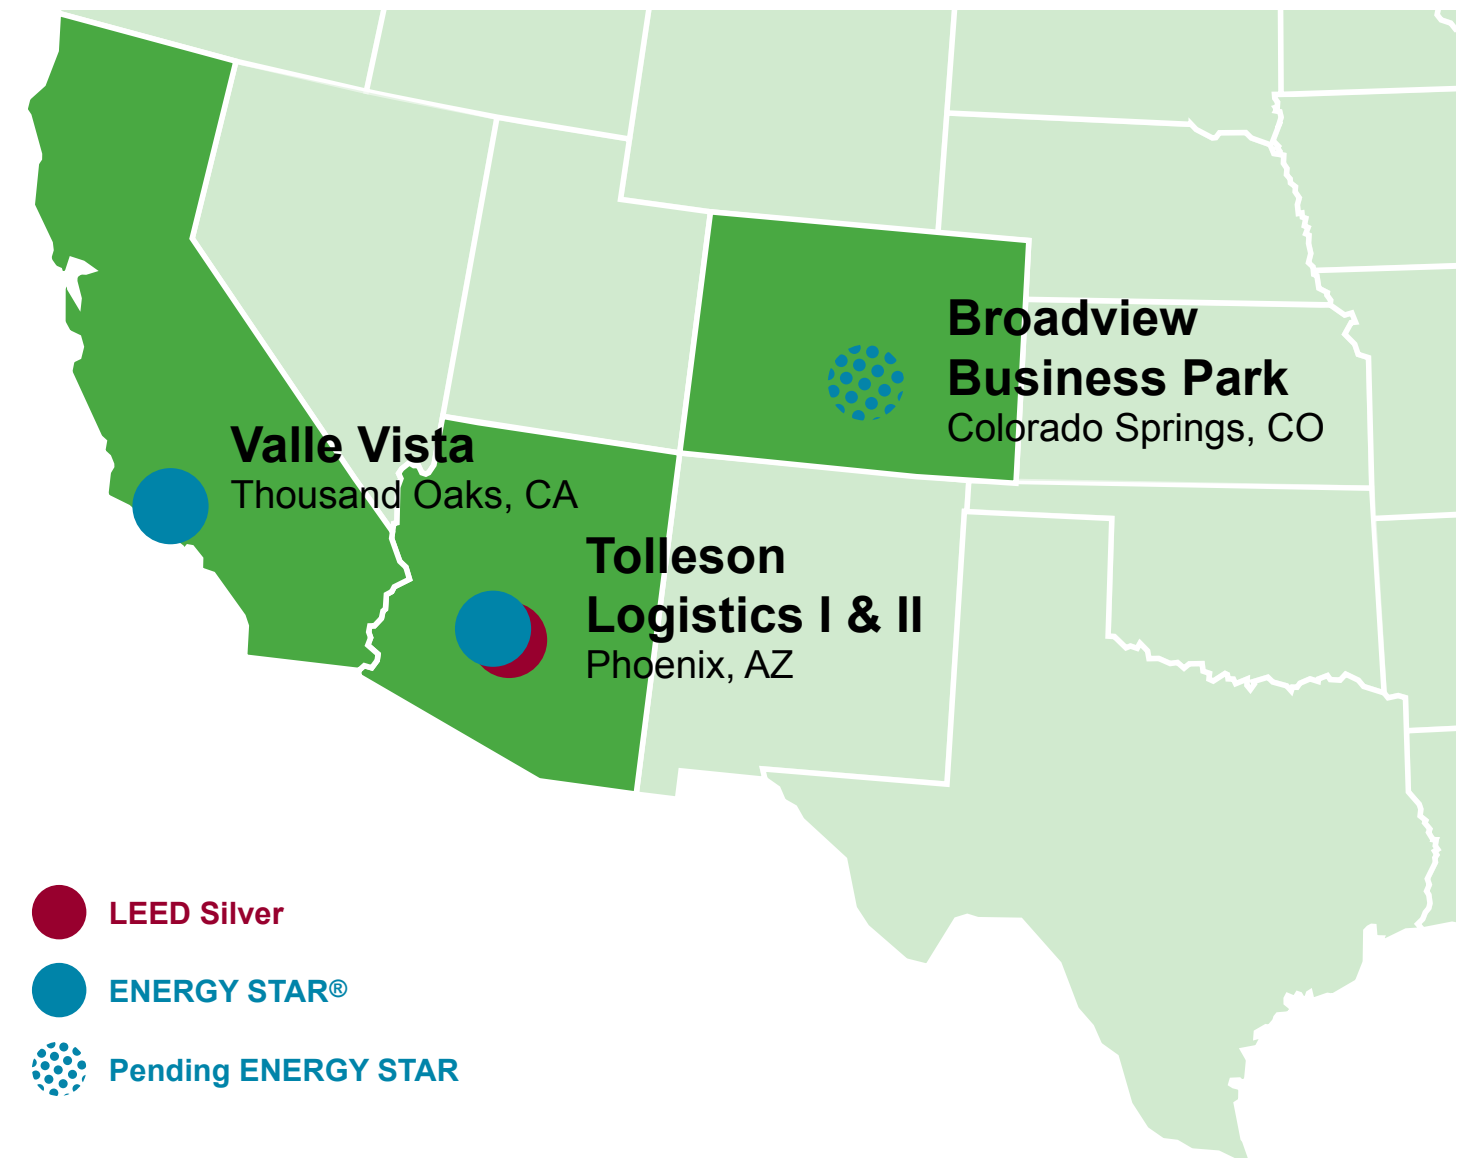 Broadview
Business Park
Colorado Springs, CO
Valle Vista
Thousand Oaks, CA
Tolleson
Logistics I & II
Phoenix, AZ
LEED Silver
ENERGY STAR®
Pending ENERGY STAR